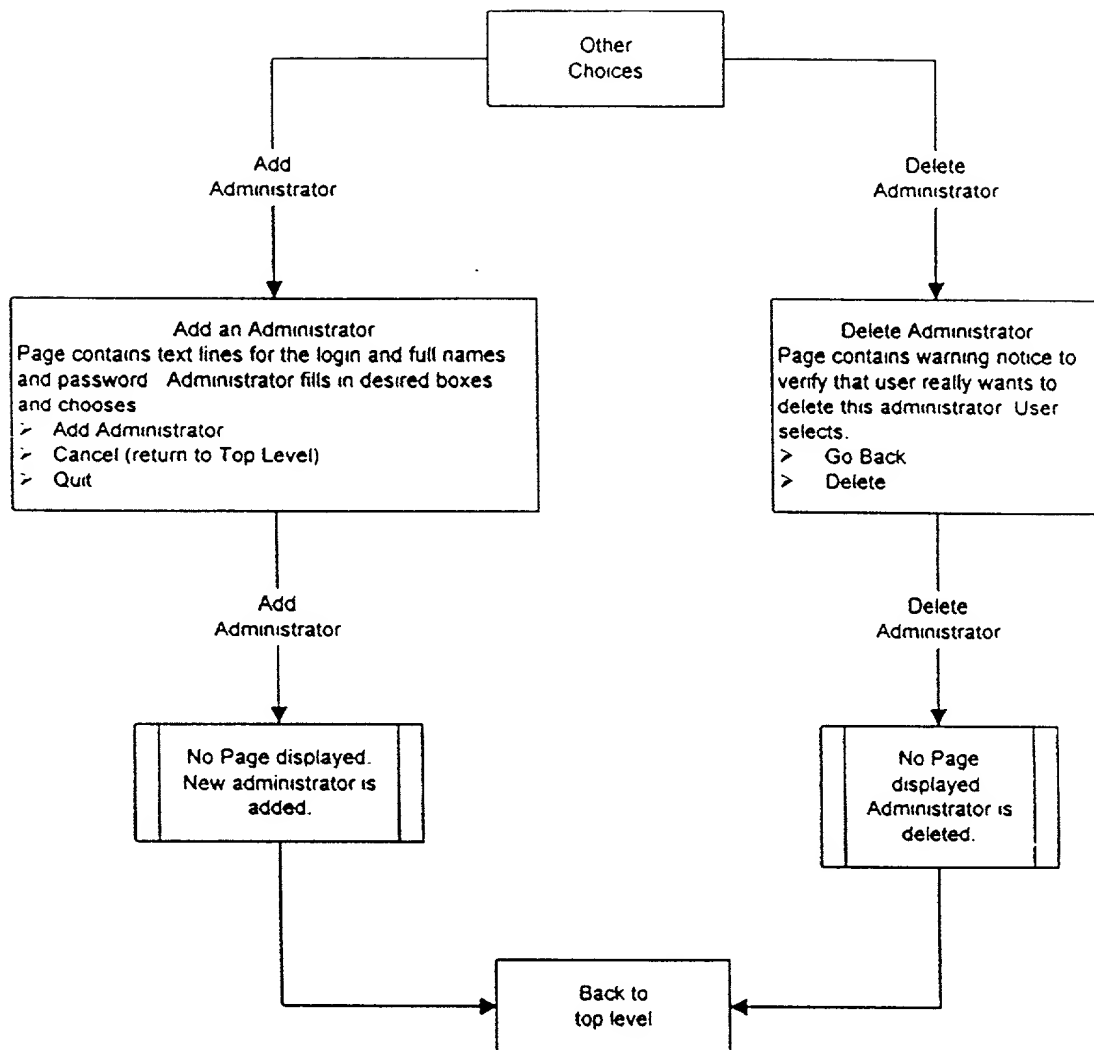 Other
Choices
Add
Administrator
Delete
Administrator
Add an Administrator
Page contains text lines for the login and full names
and password Administrator fills in desired boxes
and chooses
➢ Add Administrator
➢ Cancel (return to Top Level)
➢ Quit
Delete Administrator
Page contains warning notice to
verify that user really wants to
delete this administrator User
selects.
➢ Go Back
➢ Delete
Add
Administrator
Delete
Administrator
No Page displayed.
New administrator is
added.
No Page
displayed
Administrator is
deleted.
Back to
top level